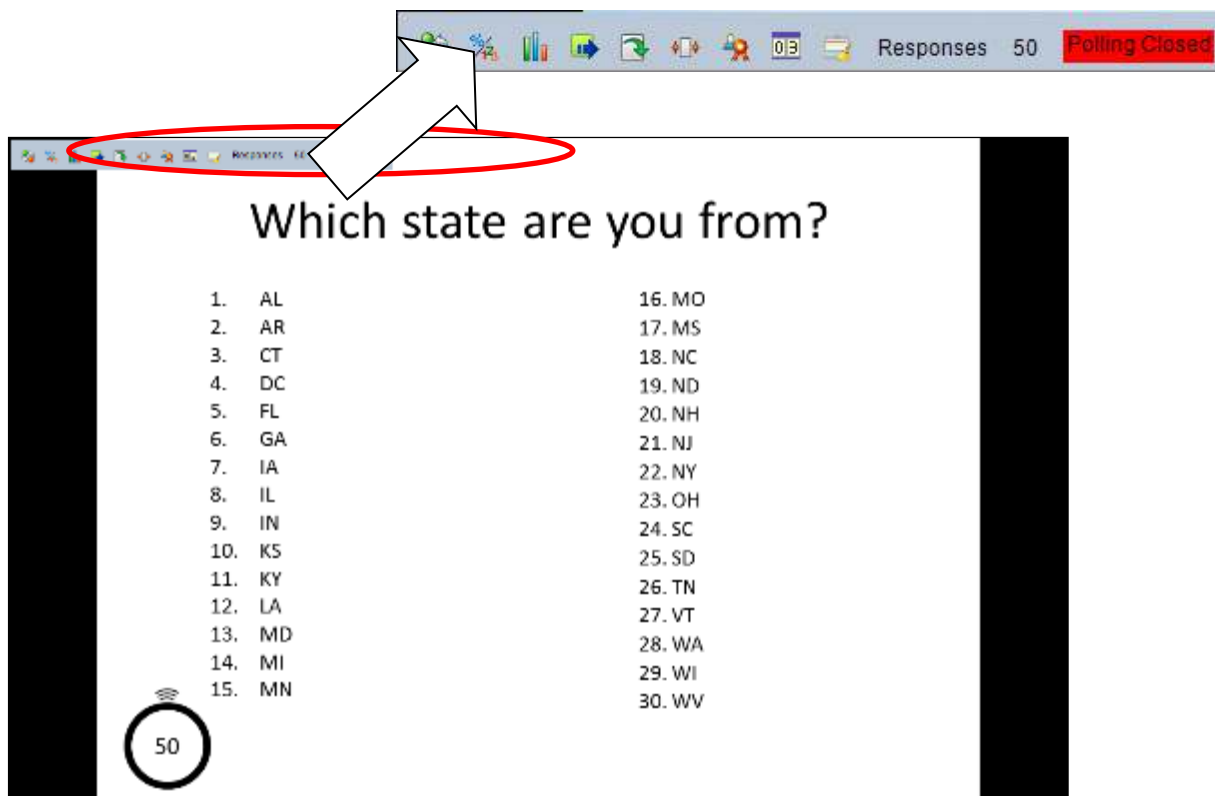 Responses 50 Polling Closed
Responses
Which state are you from?
1. AL
2. AR
3. CT
4. DC
5. FL
6. GA
7. IA
8. IL
9. IN
10. KS
11. KY
12. LA
13. MD
14. MI
15. MN
16. MO
17. MS
18. NC
19. ND
20. NH
21. NJ
22. NY
23. OH
24. SC
25. SD
26. TN
27. VT
28. WA
29. WI
30. WV
50